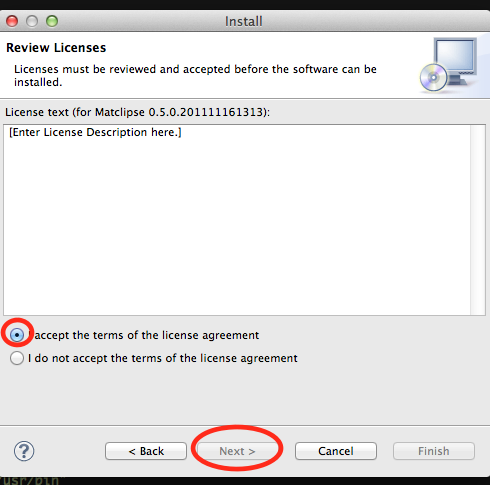 Install
Review Licenses
Licenses must be reviewed and accepted before the software can be
installed.
License text (for Matclipse 0.5.0.201111161313):
[Enter License Description here.]
I accept the terms of the license agreement
I do not accept the terms of the license agreement
?
< Back
Next >
Cancel
Finish
usr/bin